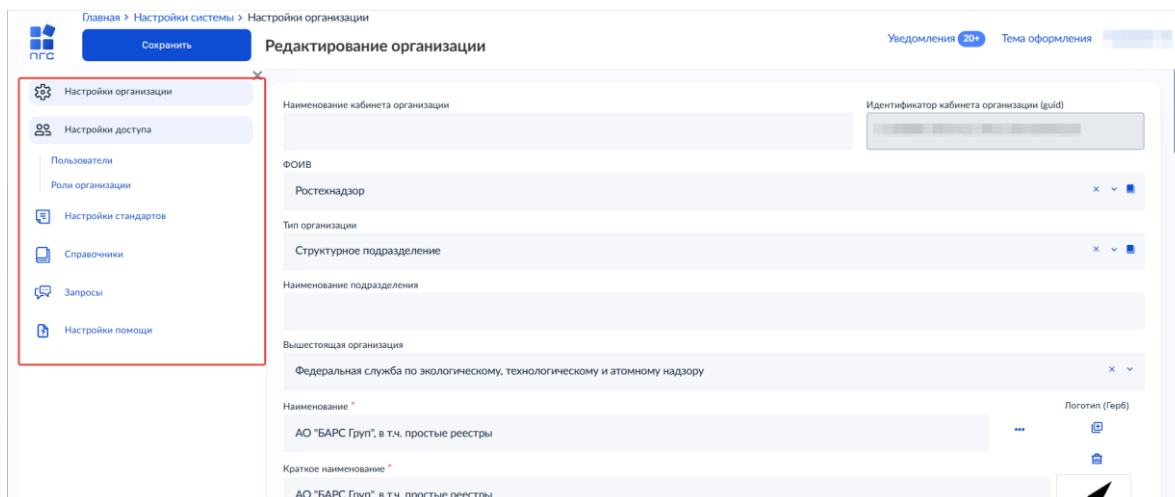 Главная > Настройки системы > Настройки организации
пгс
Сохранить
Редактирование организации
Уведомления 20+
Тема оформления
Настройки организации
Настройки доступа
Пользователи
Роли организации
Настройки стандартов
Справочники
Запросы
Настройки помощи
Наименование кабинета организации
Идентификатор кабинета организации (guid)
ФОИВ
Ростехнадзор
Тип организации
Структурное подразделение
Наименование подразделения
Вышестоящая организация
Федеральная служба по экологическому, технологическому и атомному надзору
Наименование *
Логотип (Герб)
АО "БАРС Груп", в т.ч. простые реестры
Краткое наименование *
АО "БАРС Груп", в т.ч. простые реестры